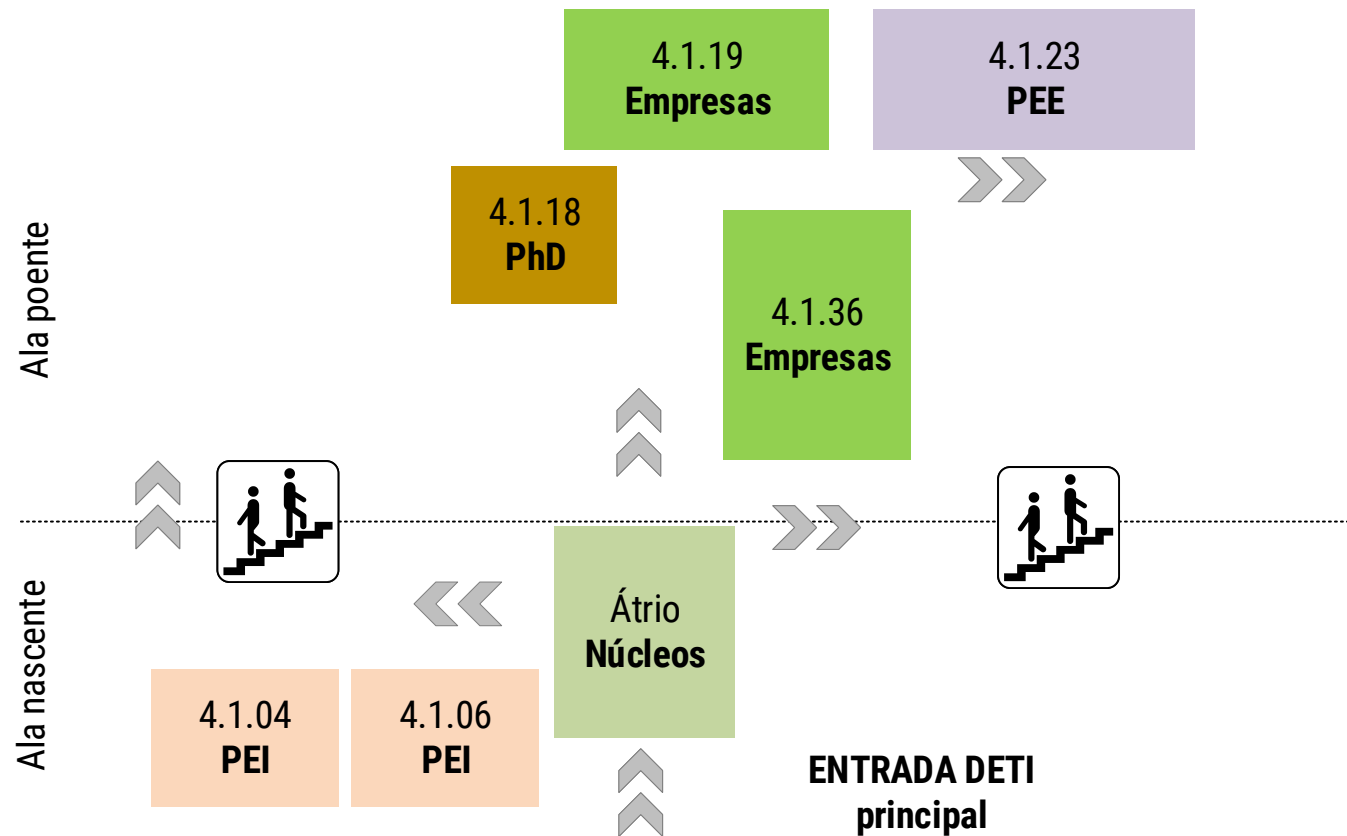 4.1.19
Empresas
4.1.23
PEE
4.1.18
PhD
Ala poente
4.1.36
Empresas
Átrio
Núcleos
Ala nascente
4.1.04
PEI
4.1.06
PEI
ENTRADA DETI
principal